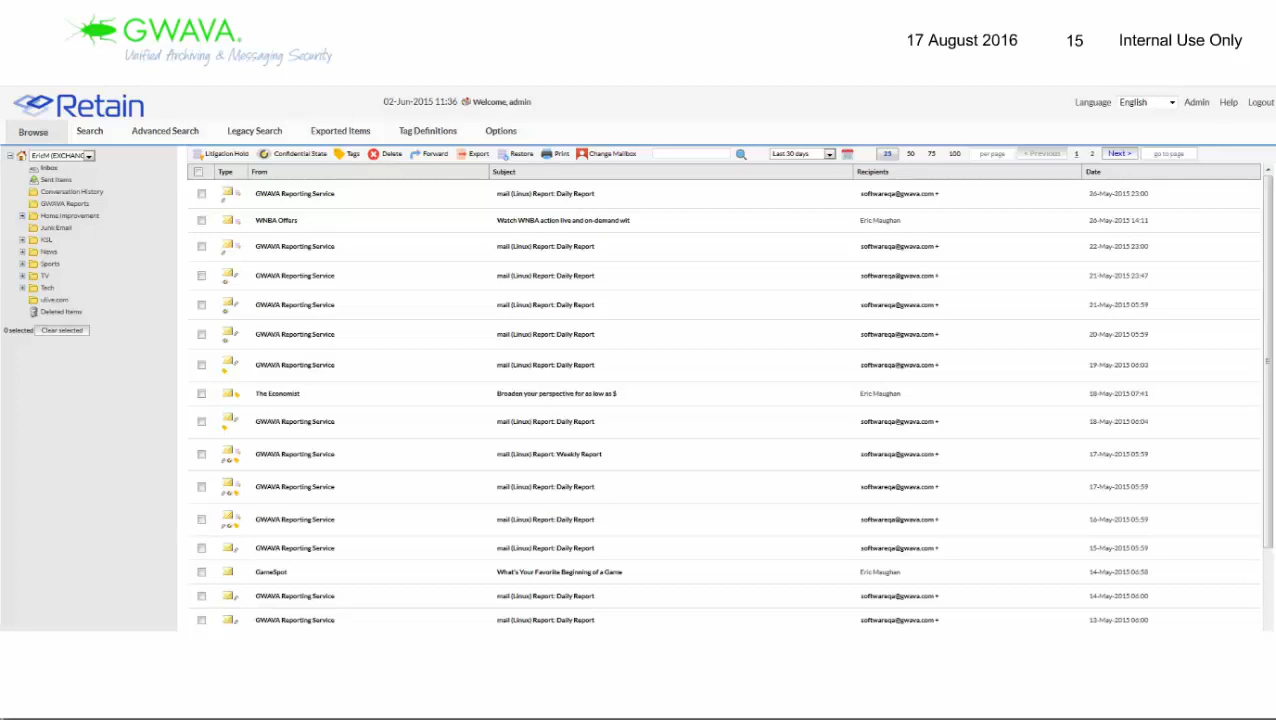 GWAVA.
Unified Archiving & Messaging Security
17 August 2016 15 Internal Use Only
Retain
02-Jun-2015 11:36 Welcome, admin
Language English Admin Help Logout
Browse Search Advanced Search Legacy Search Exported Items Tag Definitions Options
EricM (EXCHANG
Inbox
Sent Items
Conversation History
GWAVA Reports
Home Improvement
Junk Email
KSL
News
Sports
TV
Tech
ulive.com
Deleted Items
0 selected Clear selected
Litigation Hold Confidential State Tags Delete Forward Export Restore Print Change Mailbox Last 30 days 25 50 75 100 per page < Previous 1 2 Next > go to page
Type From Subject Recipients Date
GWAVA Reporting Service mail (Linux) Report: Daily Report softwareqa@gwava.com + 26-May-2015 23:00
WNBA Offers Watch WNBA action live and on-demand wit Eric Maughan 26-May-2015 14:11
GWAVA Reporting Service mail (Linux) Report: Daily Report softwareqa@gwava.com + 22-May-2015 23:00
GWAVA Reporting Service mail (Linux) Report: Daily Report softwareqa@gwava.com + 21-May-2015 23:47
GWAVA Reporting Service mail (Linux) Report: Daily Report softwareqa@gwava.com + 21-May-2015 05:59
GWAVA Reporting Service mail (Linux) Report: Daily Report softwareqa@gwava.com + 20-May-2015 05:59
GWAVA Reporting Service mail (Linux) Report: Daily Report softwareqa@gwava.com + 19-May-2015 06:03
The Economist Broaden your perspective for as low as $ Eric Maughan 18-May-2015 07:41
GWAVA Reporting Service mail (Linux) Report: Daily Report softwareqa@gwava.com + 18-May-2015 06:04
GWAVA Reporting Service mail (Linux) Report: Weekly Report softwareqa@gwava.com + 17-May-2015 05:59
GWAVA Reporting Service mail (Linux) Report: Daily Report softwareqa@gwava.com + 17-May-2015 05:59
GWAVA Reporting Service mail (Linux) Report: Daily Report softwareqa@gwava.com + 16-May-2015 05:59
GWAVA Reporting Service mail (Linux) Report: Daily Report softwareqa@gwava.com + 15-May-2015 05:59
GameSpot What's Your Favorite Beginning of a Game Eric Maughan 14-May-2015 06:58
GWAVA Reporting Service mail (Linux) Report: Daily Report softwareqa@gwava.com + 14-May-2015 06:00
GWAVA Reporting Service mail (Linux) Report: Daily Report softwareqa@gwava.com + 13-May-2015 06:00